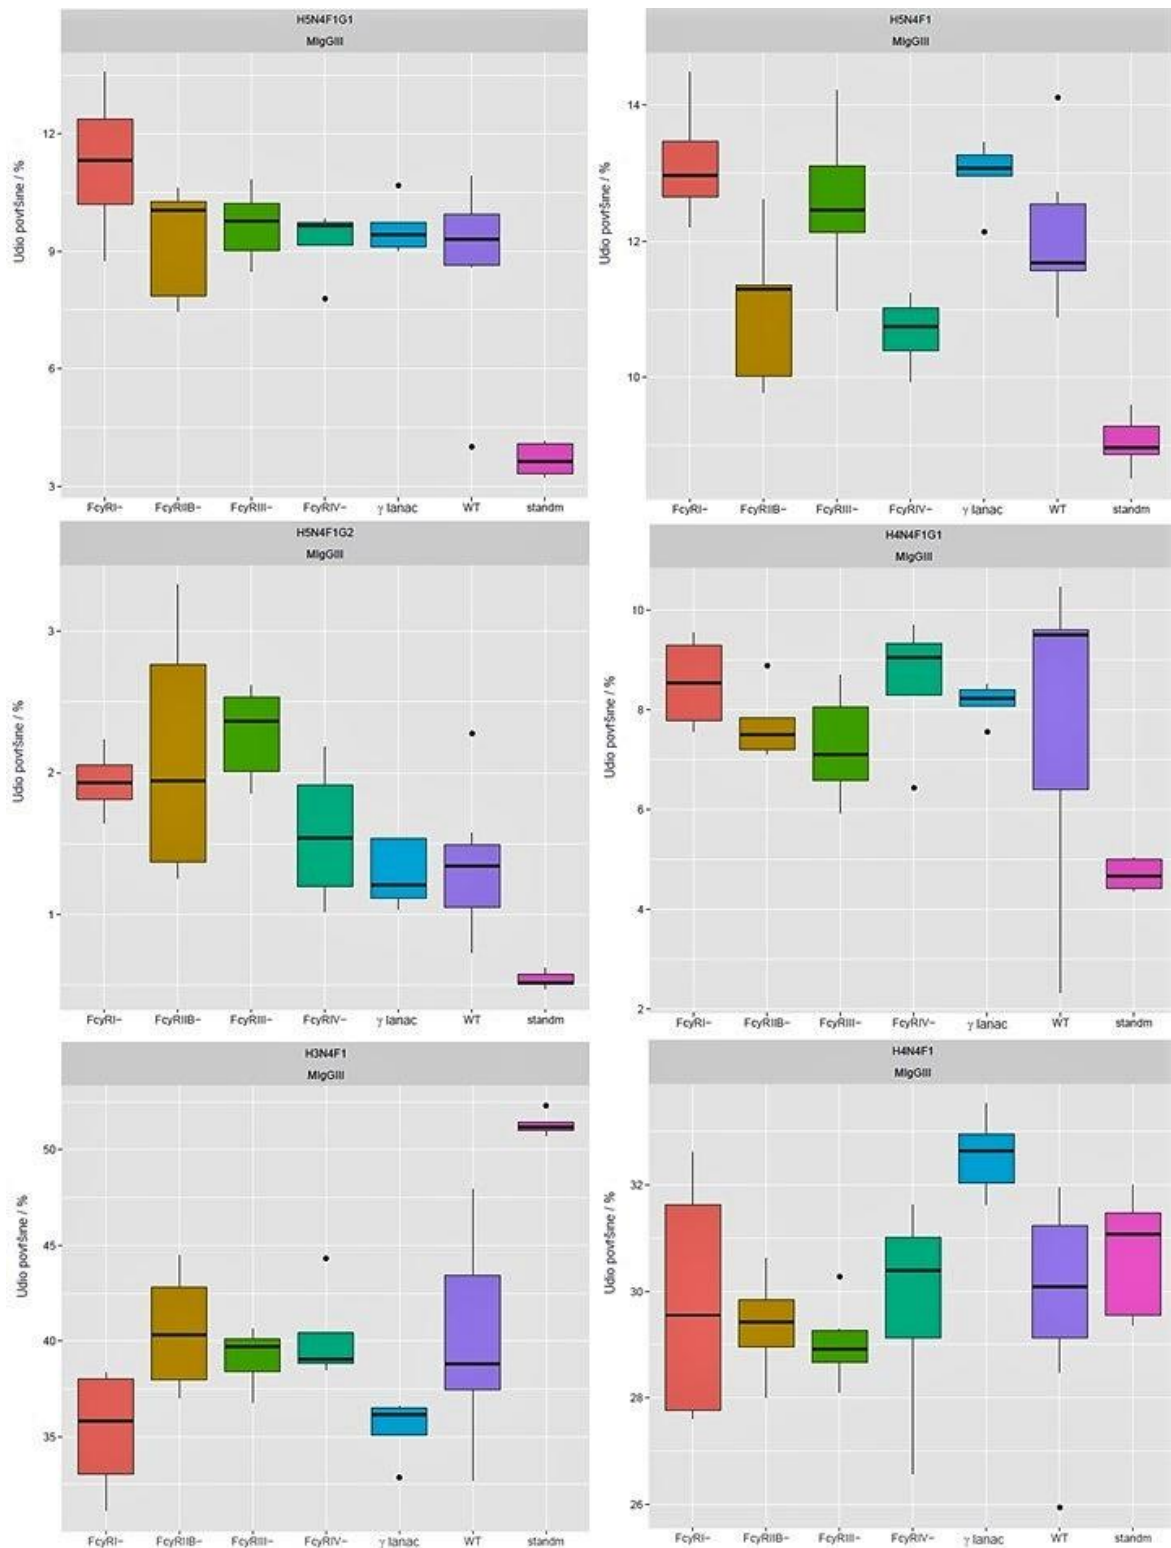 H5N4F1G1
MIgGIII
Udio površine / %
12
9
6
3
FcγRI− FcγRIIB− FcγRIII− FcγRIV− γ lanac WT standm
H5N4F1
MIgGIII
Udio površine / %
14
12
10
FcγRI− FcγRIIB− FcγRIII− FcγRIV− γ lanac WT standm
H5N4F1G2
MIgGIII
Udio površine / %
3
2
1
FcγRI− FcγRIIB− FcγRIII− FcγRIV− γ lanac WT standm
H4N4F1G1
MIgGIII
Udio površine / %
10
8
6
4
2
FcγRI− FcγRIIB− FcγRIII− FcγRIV− γ lanac WT standm
H3N4F1
MIgGIII
Udio površine / %
50
45
40
35
FcγRI− FcγRIIB− FcγRIII− FcγRIV− γ lanac WT standm
H4N4F1
MIgGIII
Udio površine / %
32
30
28
26
FcγRI− FcγRIIB− FcγRIII− FcγRIV− γ lanac WT standm